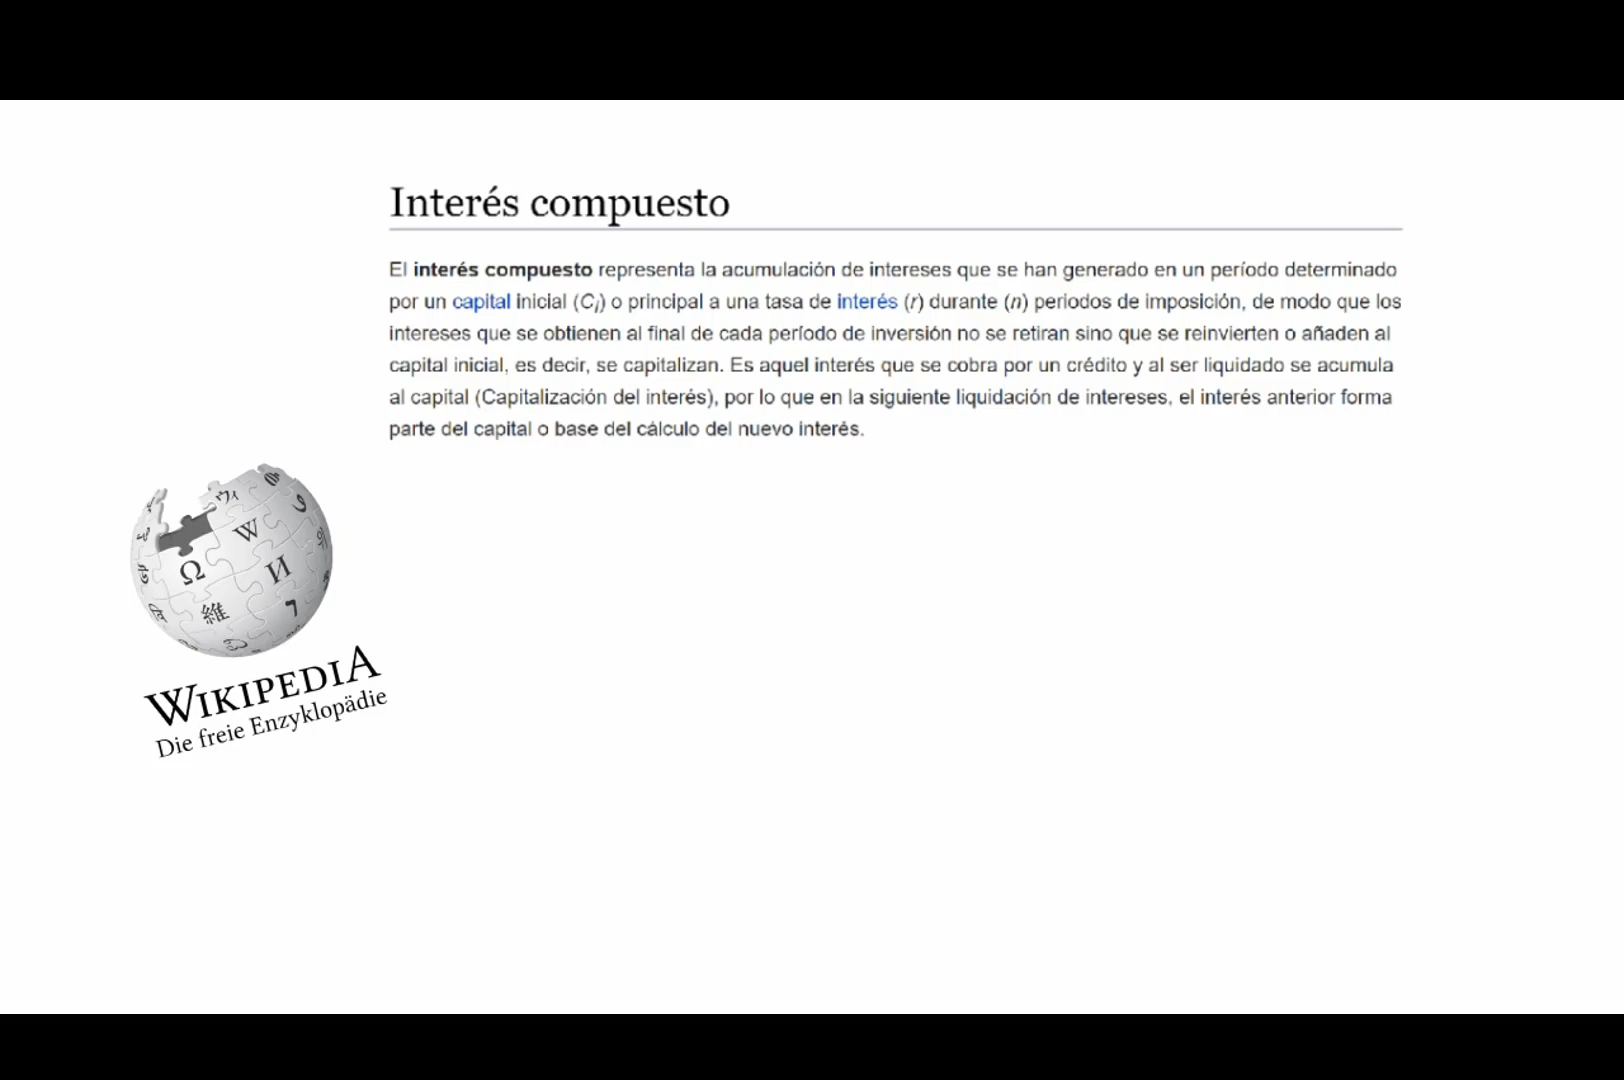 Interés compuesto
El interés compuesto representa la acumulación de intereses que se han generado en un período determinado
por un capital inicial (Ci) o principal a una tasa de interés (r) durante (n) periodos de imposición, de modo que los
intereses que se obtienen al final de cada período de inversión no se retiran sino que se reinvierten o añaden al
capital inicial, es decir, se capitalizan. Es aquel interés que se cobra por un crédito y al ser liquidado se acumula
al capital (Capitalización del interés), por lo que en la siguiente liquidación de intereses, el interés anterior forma
parte del capital o base del cálculo del nuevo interés.
Ω
W
И
維
WIKIPEDIA
Die freie Enzyklopädie